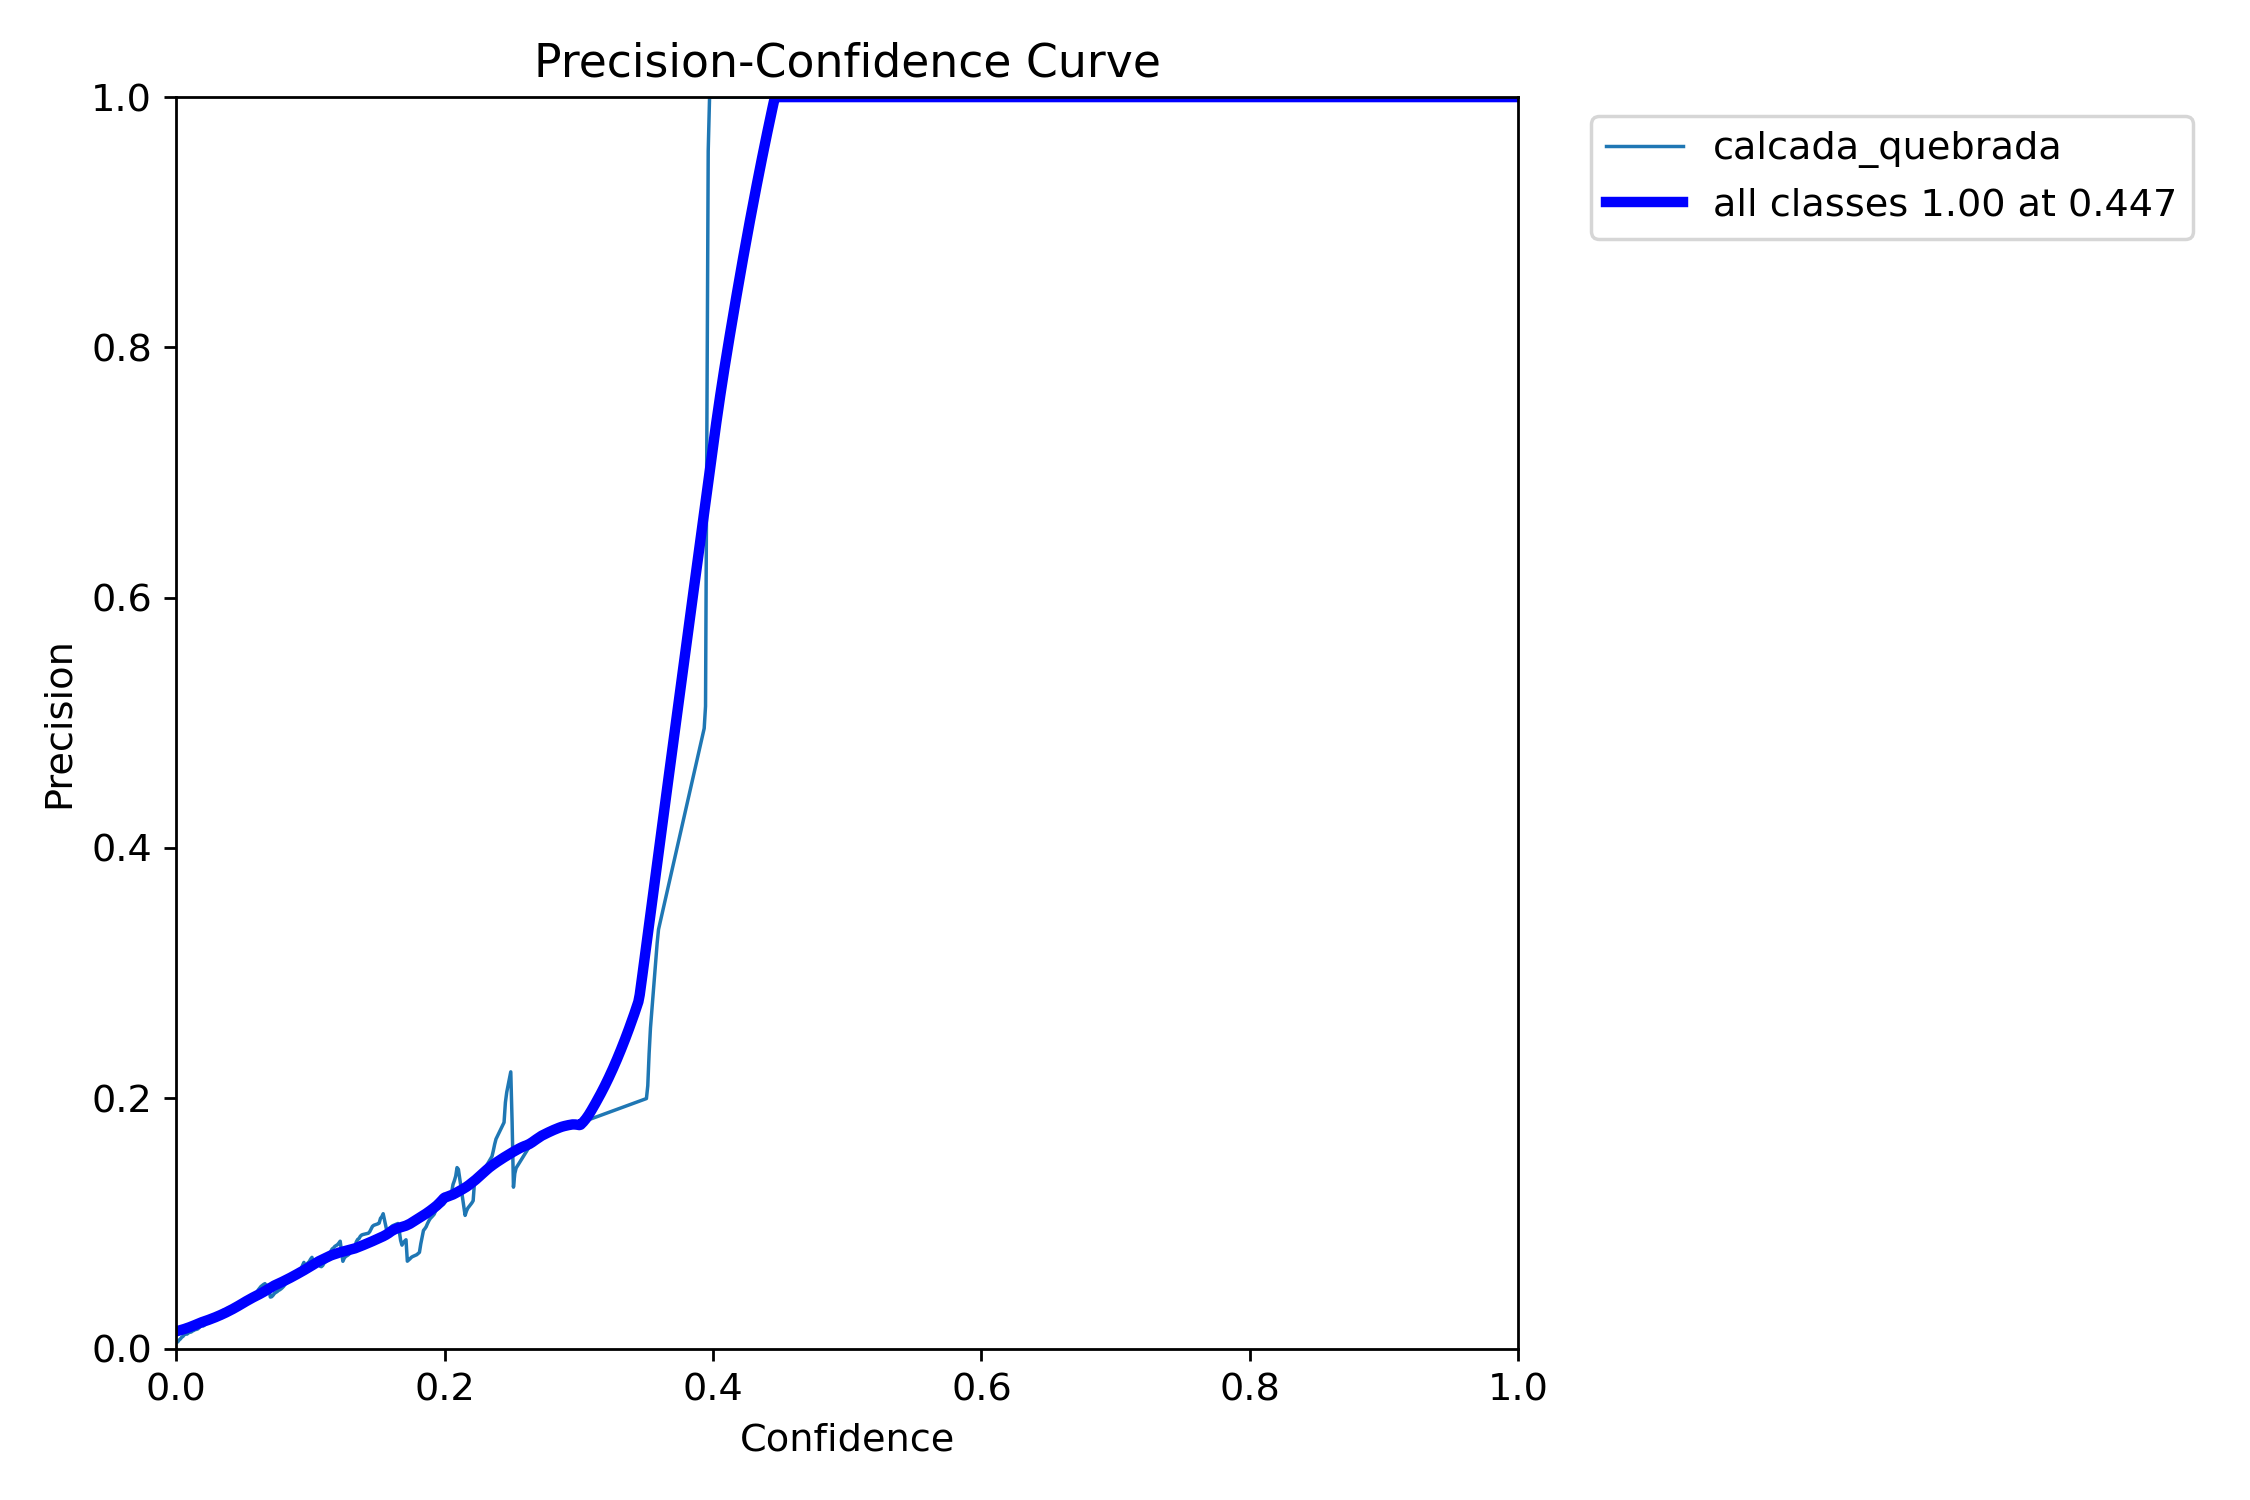 Precision-Confidence Curve
1.0
0.8
0.6
0.4
0.2
0.0
Precision
0.0 0.2 0.4 0.6 0.8 1.0
Confidence
calcada_quebrada
all classes 1.00 at 0.447